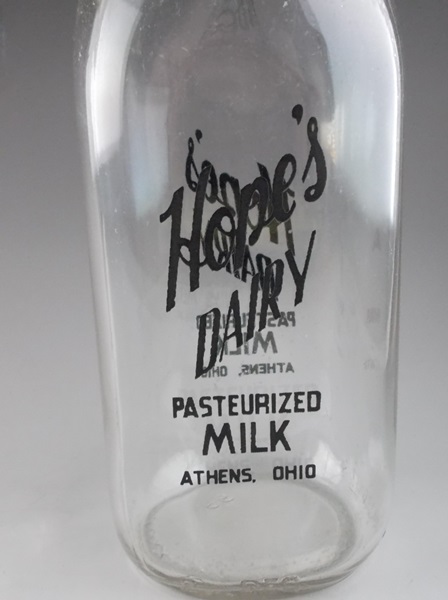 Hope's
DAIRY
PASTEURIZED
MILK
ATHENS, OHIO